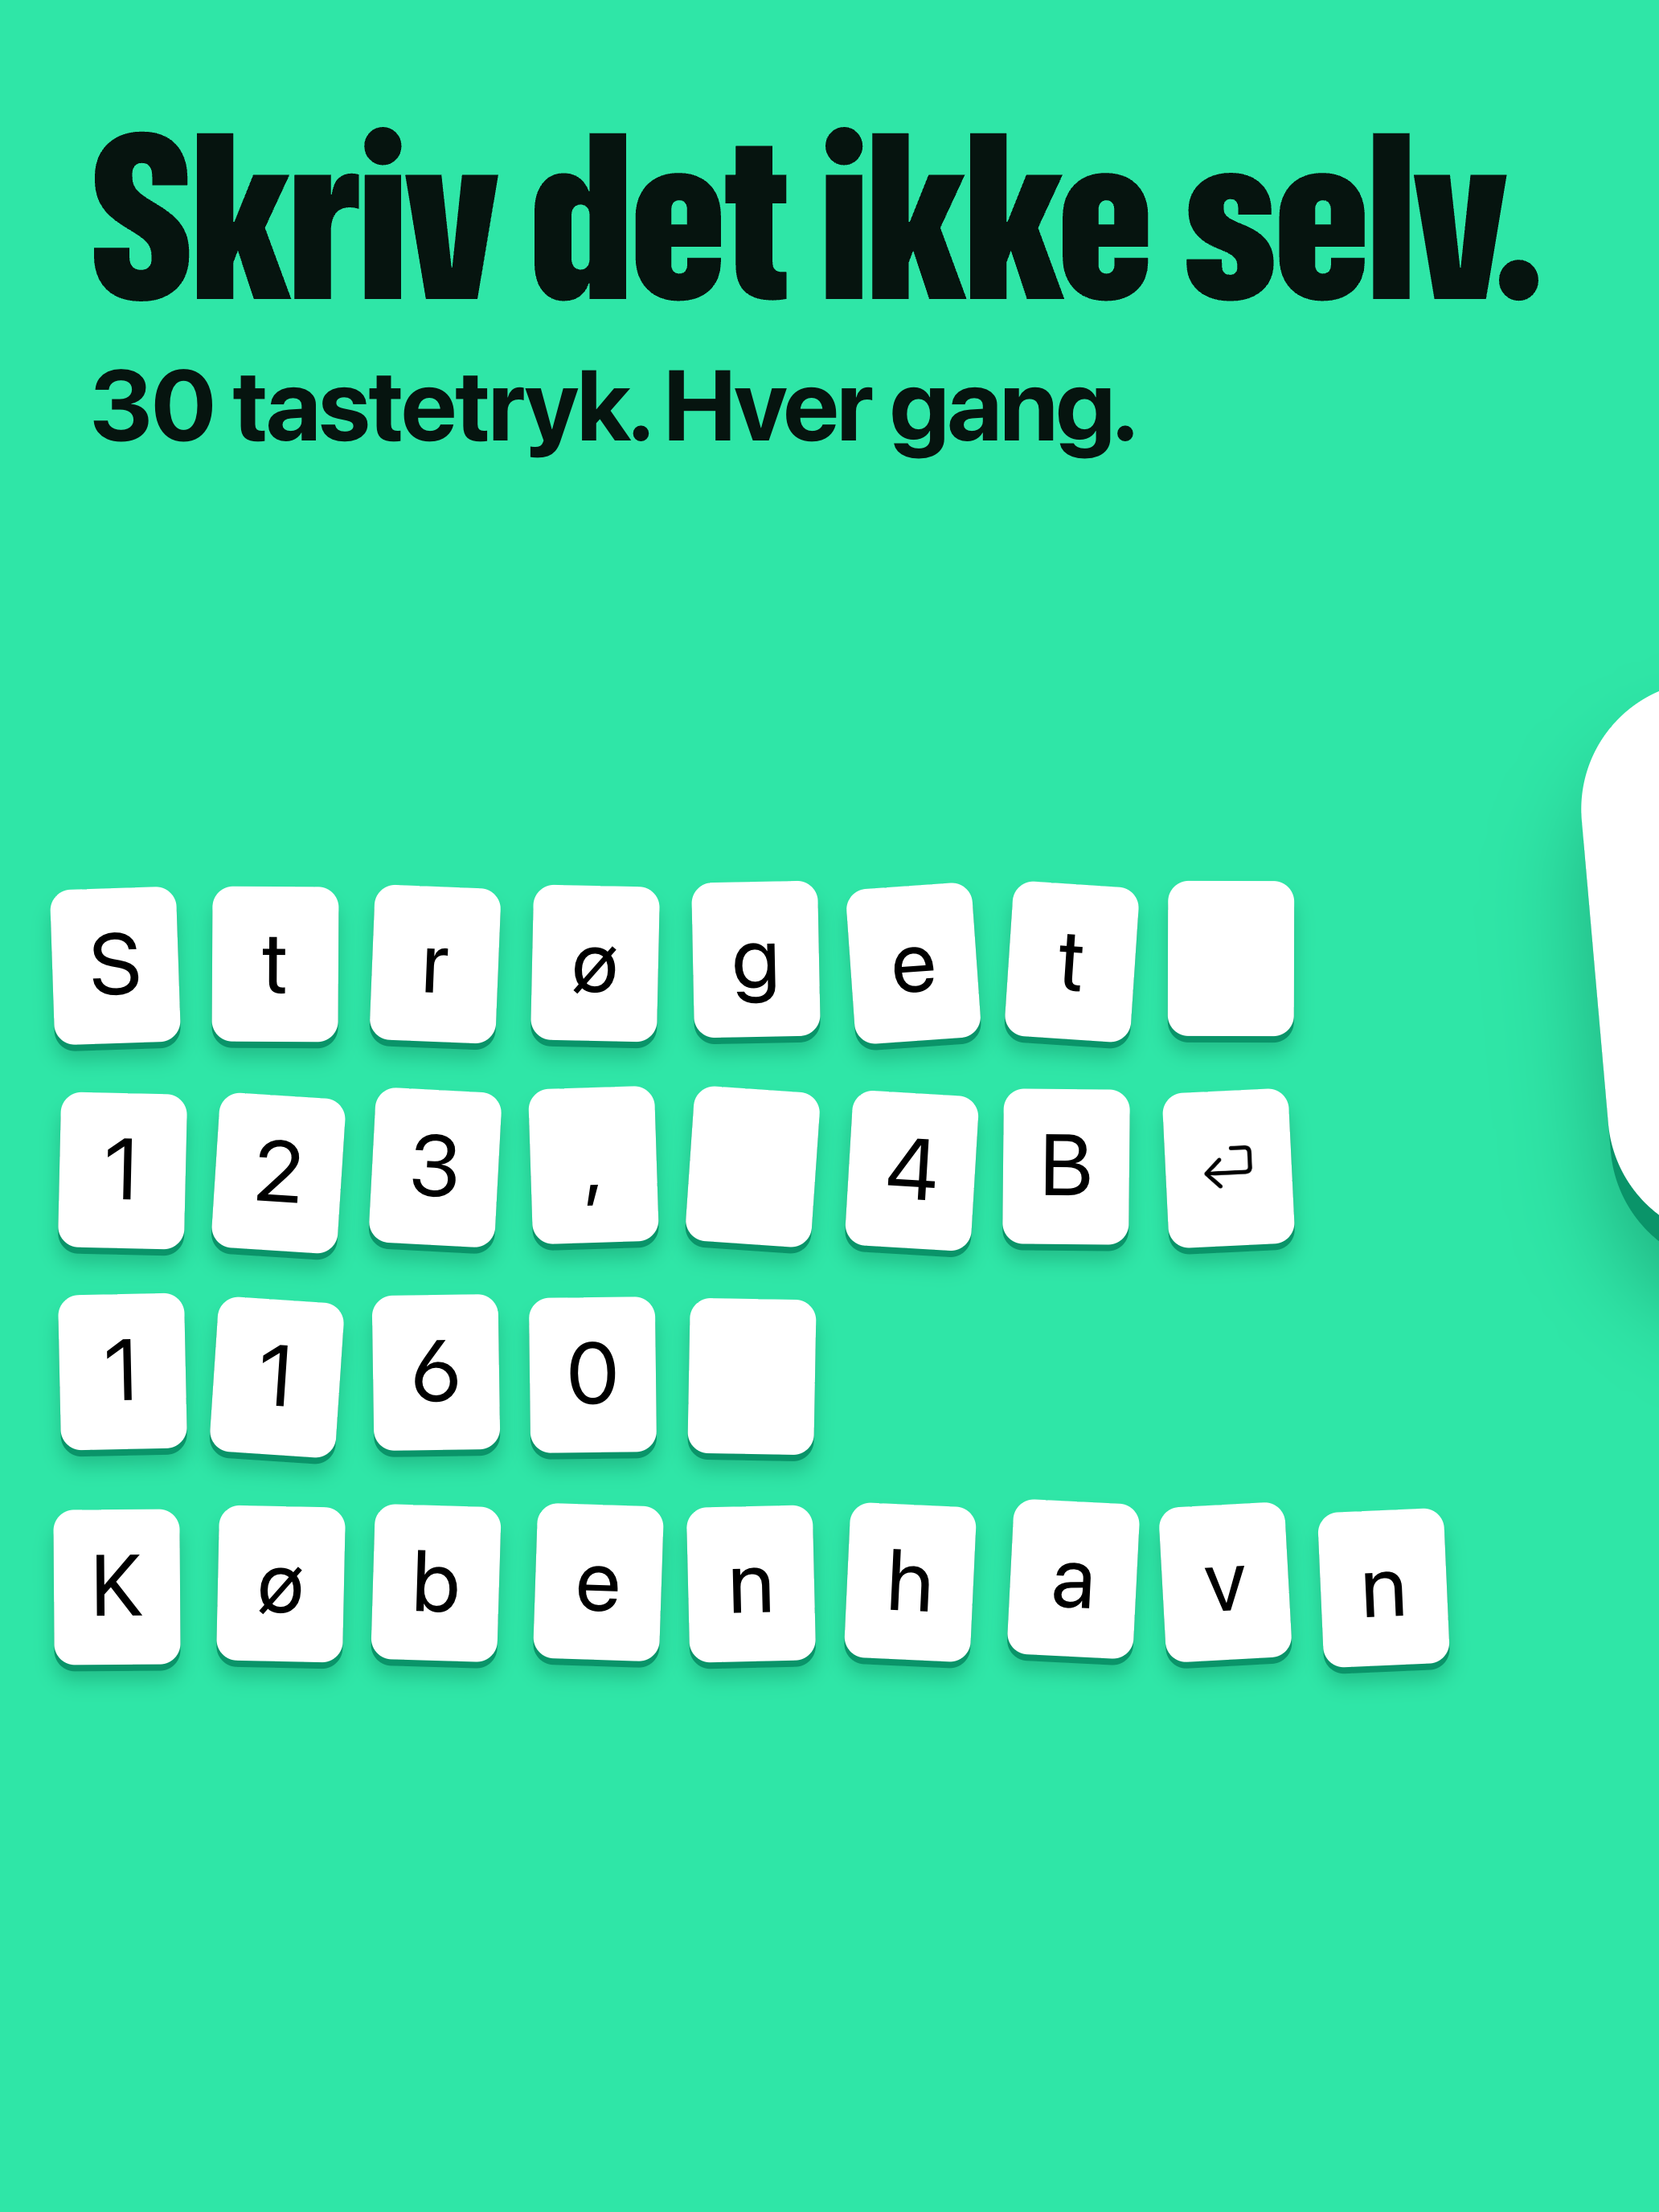 Skriv det ikke selv.
30 tastetryk. Hver gang.
Strøget
123, 4B ⏎
1160
København